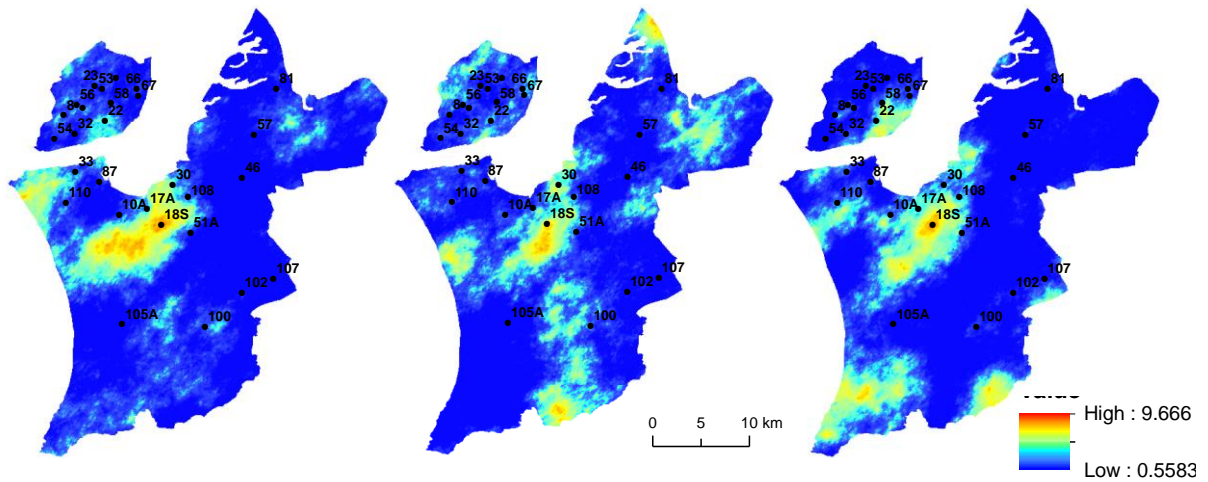 23 53 66
56 58 67
8 22
54 32
81
57
33 87 46
110 30
10A 17A 108
18S
51A
107
102
105A 100
23 53 66
56 58 67
8 22
54 32
81
57
33 87 46
110 30
10A 17A 108
18S
51A
107
102
105A 100
23 53 66
56 58 67
8 22
54 32
81
57
33 87 46
110 30
10A 17A 108
18S
51A
107
102
105A 100
0 5 10 km
Value
High : 9.666
Low : 0.5583